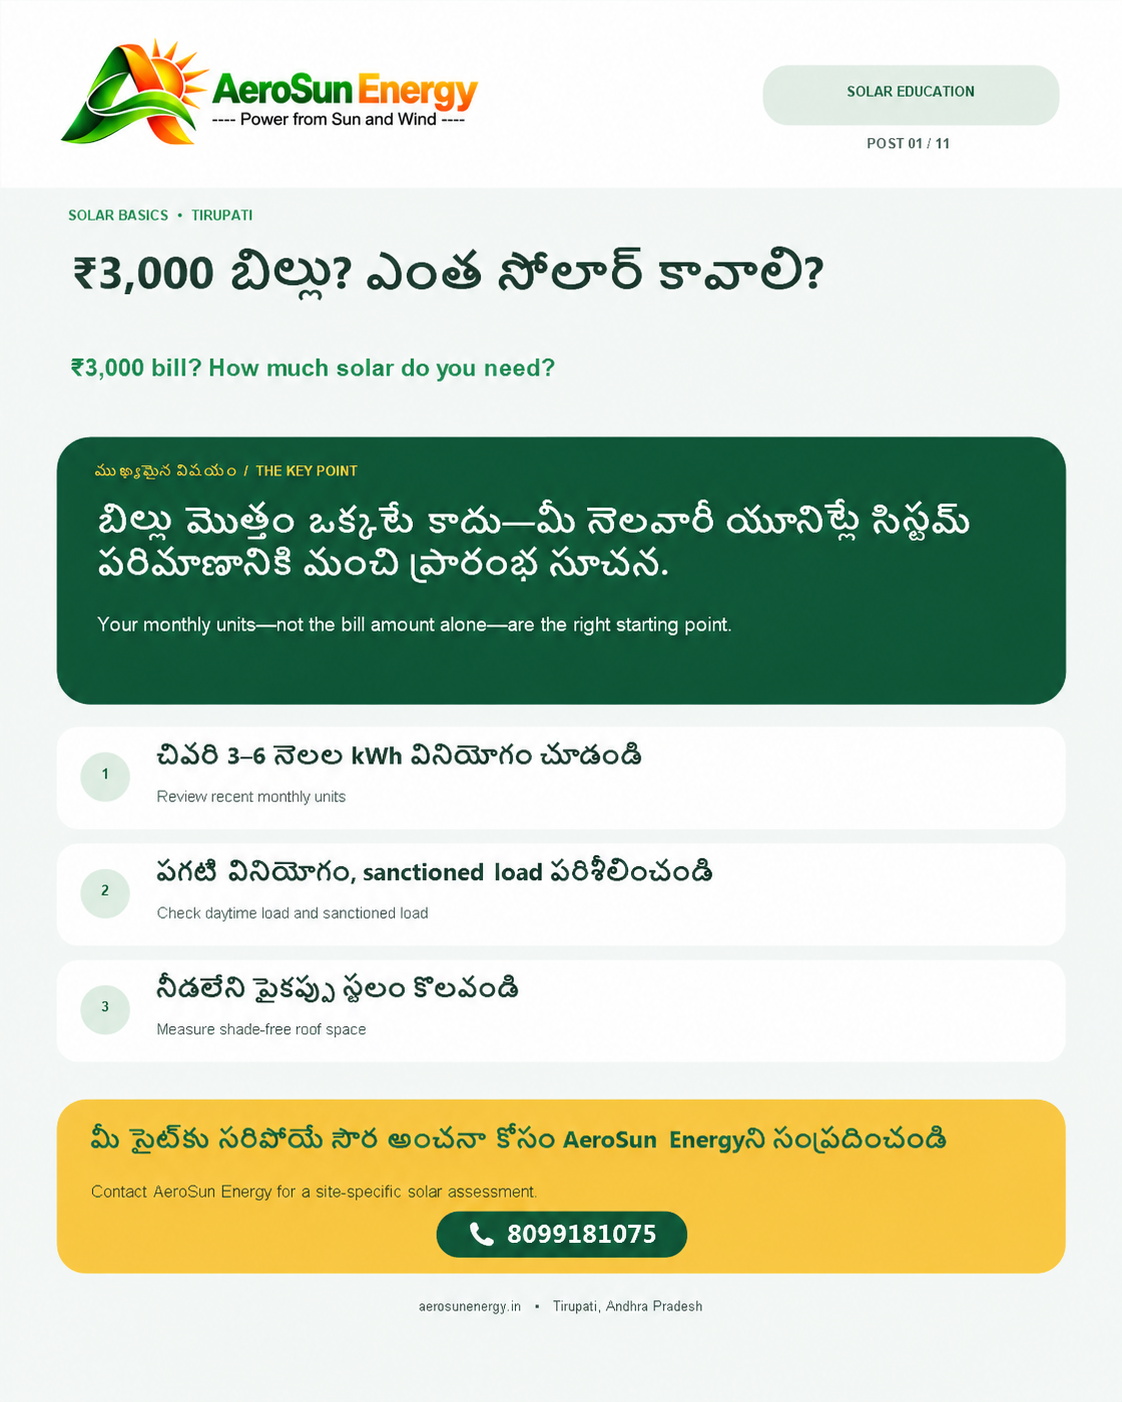 AeroSun Energy
---- Power from Sun and Wind ----
SOLAR EDUCATION
POST 01 / 11
SOLAR BASICS • TIRUPATI
₹3,000 బిల్లు? ఎంత సోలార్ కావాలి?
₹3,000 bill? How much solar do you need?
ముఖ్యమైన విషయం / THE KEY POINT
బిల్లు మొత్తం ఒక్కటే కాదు—మీ నెలవారీ యూనిట్లే సిస్టమ్
పరిమాణానికి మంచి ప్రారంభ సూచన.
Your monthly units—not the bill amount alone—are the right starting point.
1
చివరి 3–6 నెలల kWh వినియోగం చూడండి
Review recent monthly units
2
పగటి వినియోగం, sanctioned load పరిశీలించండి
Check daytime load and sanctioned load
3
నీడలేని పైకప్పు స్థలం కొలవండి
Measure shade-free roof space
మీ సైట్‌కు సరిపోయే సౌర అంచనా కోసం AeroSun Energyని సంప్రదించండి
Contact AeroSun Energy for a site-specific solar assessment.
8099181075
aerosunenergy.in • Tirupati, Andhra Pradesh